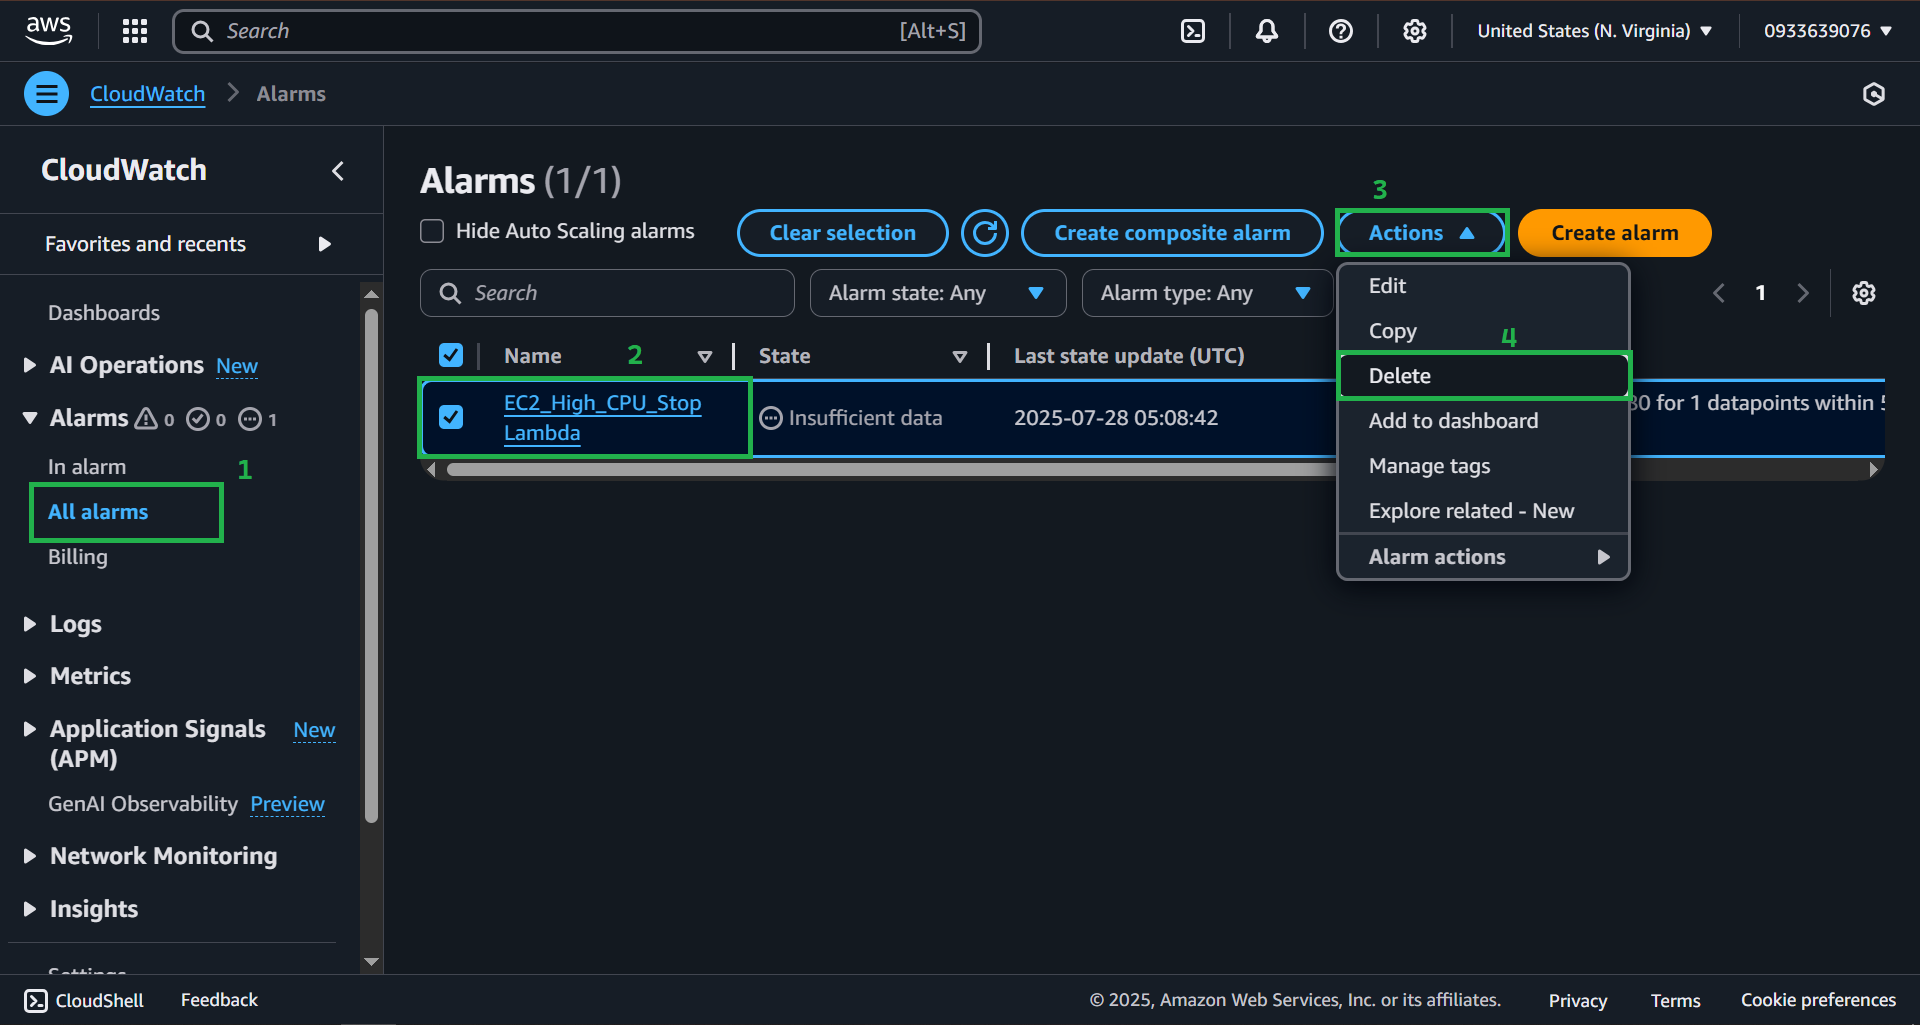 aws
Search [Alt+S]
United States (N. Virginia)
0933639076
CloudWatch
Alarms
CloudWatch
Favorites and recents
Dashboards
AI Operations New
Alarms 0 0 1
In alarm
1
All alarms
Billing
Logs
Metrics
Application Signals New
(APM)
GenAI Observability Preview
Network Monitoring
Insights
Settings
Alarms (1/1)
3
Hide Auto Scaling alarms
Clear selection
Create composite alarm
Actions
Create alarm
Search
Alarm state: Any
Alarm type: Any
1
Name 2 State Last state update (UTC)
EC2_High_CPU_Stop
Lambda
Insufficient data
2025-07-28 05:08:42
80 for 1 datapoints within 5
Edit
Copy
4
Delete
Add to dashboard
Manage tags
Explore related - New
Alarm actions
CloudShell
Feedback
© 2025, Amazon Web Services, Inc. or its affiliates.
Privacy
Terms
Cookie preferences